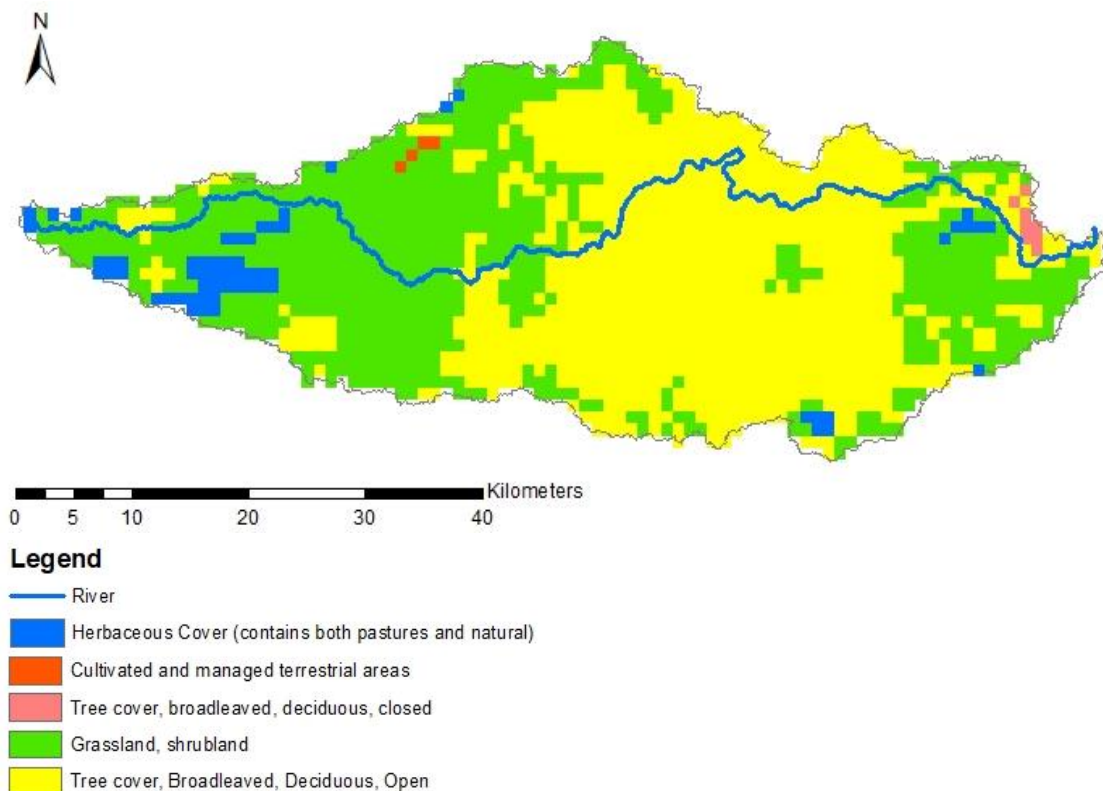 N
Kilometers
0 5 10 20 30 40
Legend
River
Herbaceous Cover (contains both pastures and natural)
Cultivated and managed terrestrial areas
Tree cover, broadleaved, deciduous, closed
Grassland, shrubland
Tree cover, Broadleaved, Deciduous, Open